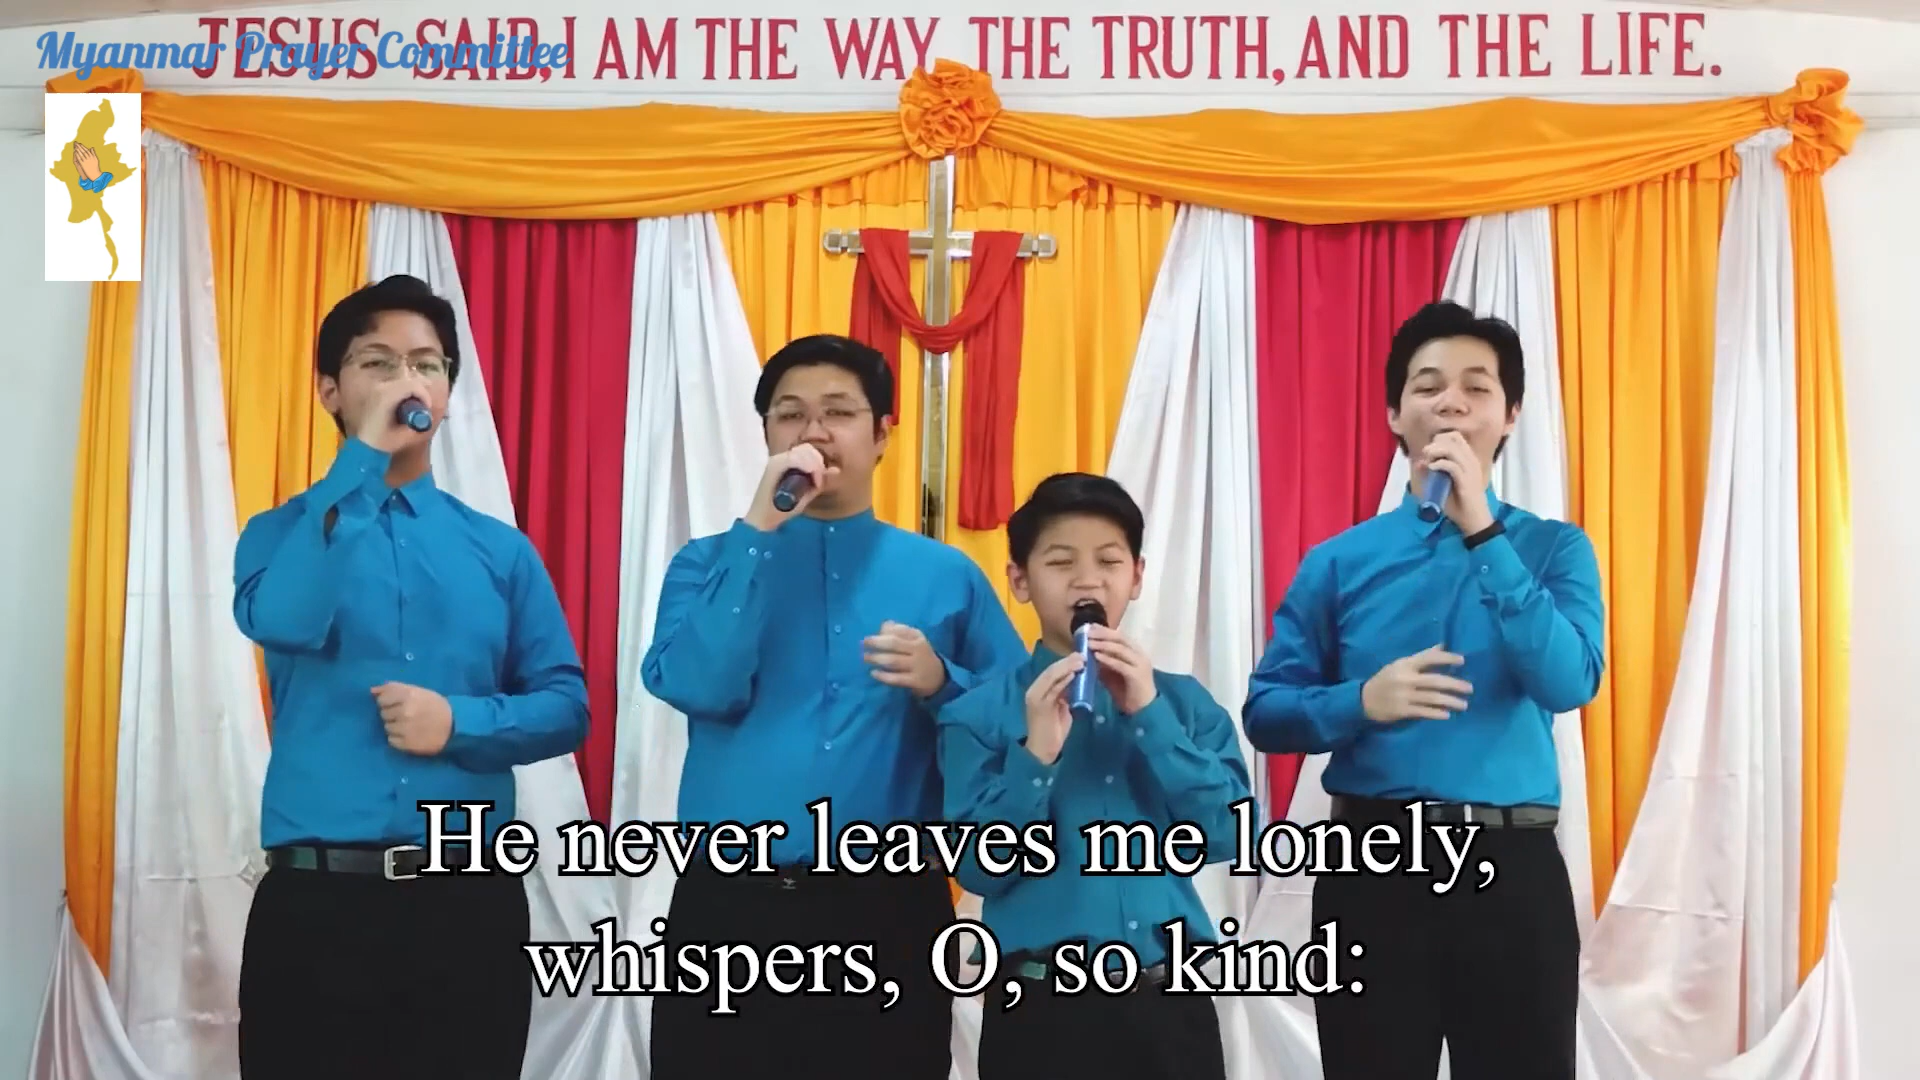 JESUS SAID, I AM THE WAY, THE TRUTH, AND THE LIFE.
Myanmar Prayer Committee
He never leaves me lonely,
whispers, O, so kind: